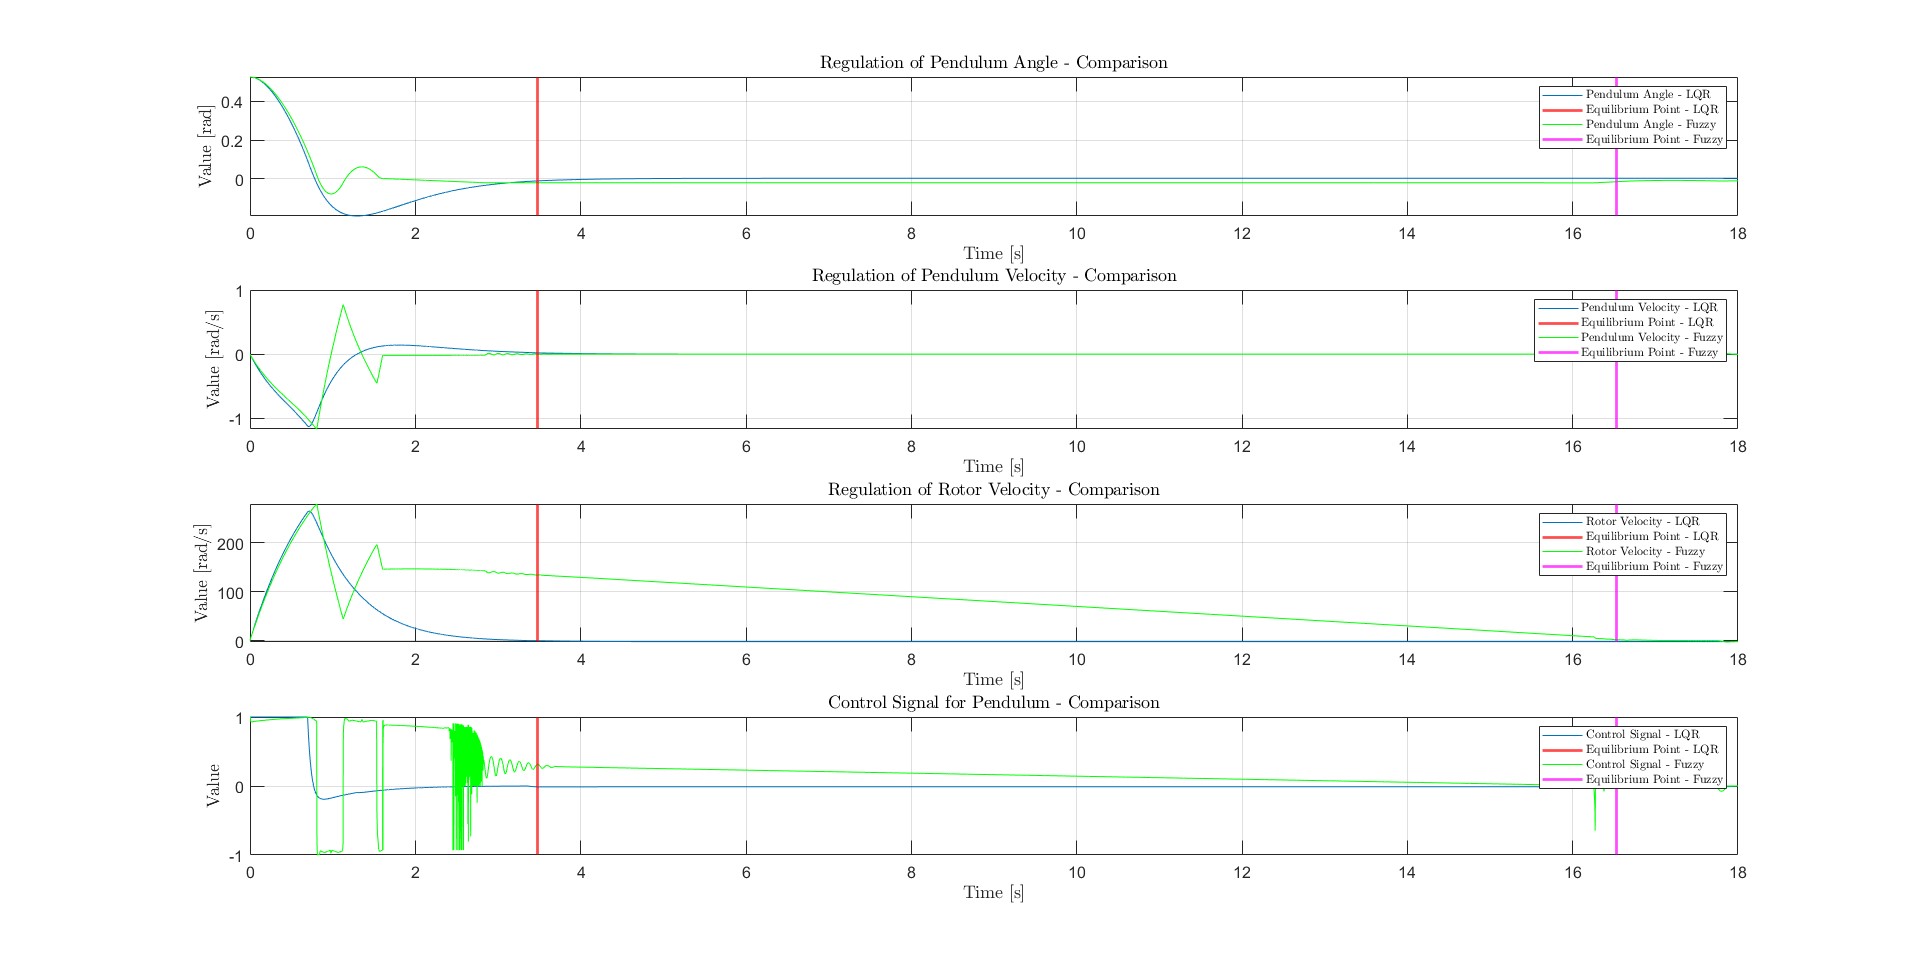 Regulation of Pendulum Angle - Comparison
Value [rad]
0.4
0.2
0
Pendulum Angle - LQR
Equilibrium Point - LQR
Pendulum Angle - Fuzzy
Equilibrium Point - Fuzzy
0 2 4 6 8 10 12 14 16 18
Time [s]
Regulation of Pendulum Velocity - Comparison
Value [rad/s]
1
0
-1
Pendulum Velocity - LQR
Equilibrium Point - LQR
Pendulum Velocity - Fuzzy
Equilibrium Point - Fuzzy
0 2 4 6 8 10 12 14 16 18
Time [s]
Regulation of Rotor Velocity - Comparison
Value [rad/s]
200
100
0
Rotor Velocity - LQR
Equilibrium Point - LQR
Rotor Velocity - Fuzzy
Equilibrium Point - Fuzzy
0 2 4 6 8 10 12 14 16 18
Time [s]
Control Signal for Pendulum - Comparison
Value
1
0
-1
Control Signal - LQR
Equilibrium Point - LQR
Control Signal - Fuzzy
Equilibrium Point - Fuzzy
0 2 4 6 8 10 12 14 16 18
Time [s]